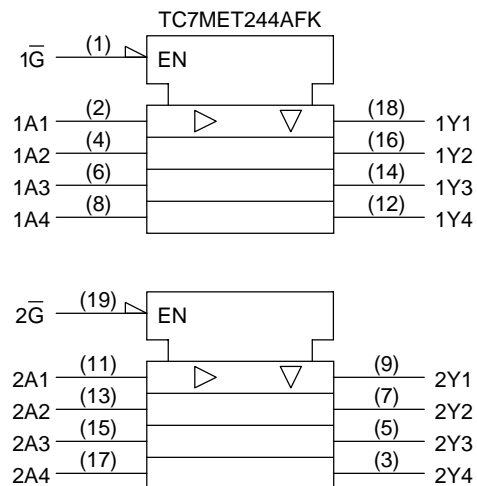 TC7MET244AFK
1G̅ (1) EN
1A1 (2) (18) 1Y1
1A2 (4) (16) 1Y2
1A3 (6) (14) 1Y3
1A4 (8) (12) 1Y4
2G̅ (19) EN
2A1 (11) (9) 2Y1
2A2 (13) (7) 2Y2
2A3 (15) (5) 2Y3
2A4 (17) (3) 2Y4